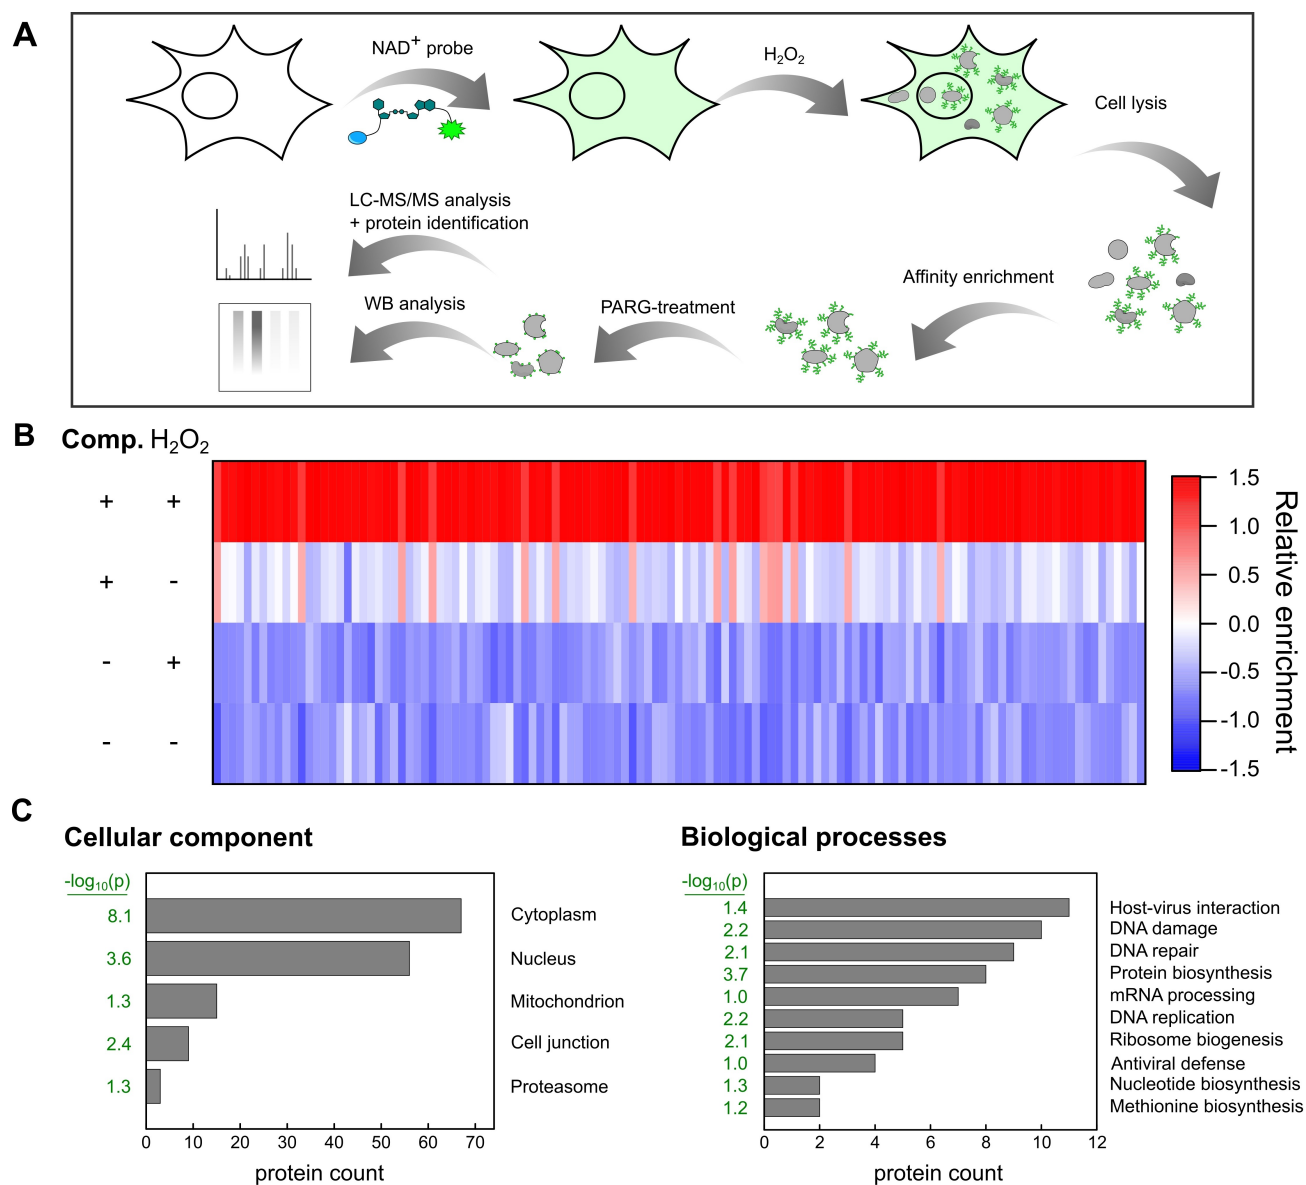 A
NAD+ probe
H2O2
Cell lysis
LC-MS/MS analysis
+ protein identification
Affinity enrichment
WB analysis
PARG-treatment
B
Comp. H2O2
+ +
+ -
- +
- -
1.5
1.0
0.5
0.0
-0.5
-1.0
-1.5
Relative enrichment
C
Cellular component
-log10(p)
8.1 Cytoplasm
3.6 Nucleus
1.3 Mitochondrion
2.4 Cell junction
1.3 Proteasome
0 10 20 30 40 50 60 70
protein count
Biological processes
-log10(p)
1.4 Host-virus interaction
2.2 DNA damage
2.1 DNA repair
3.7 Protein biosynthesis
1.0 mRNA processing
2.2 DNA replication
2.1 Ribosome biogenesis
1.0 Antiviral defense
1.3 Nucleotide biosynthesis
1.2 Methionine biosynthesis
0 2 4 6 8 10 12
protein count